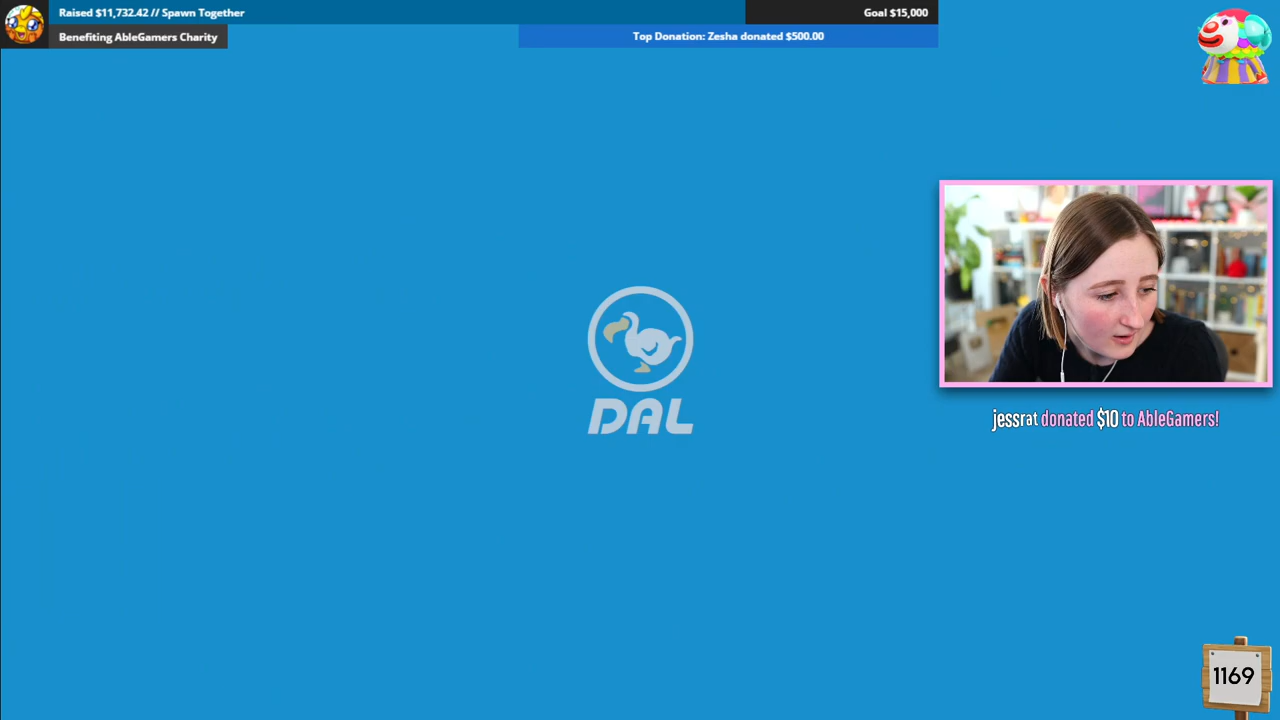 Raised $11,732.42 // Spawn Together
Goal $15,000
Benefiting AbleGamers Charity
Top Donation: Zesha donated $500.00
DAL
jessrat donated $10 to AbleGamers!
1169